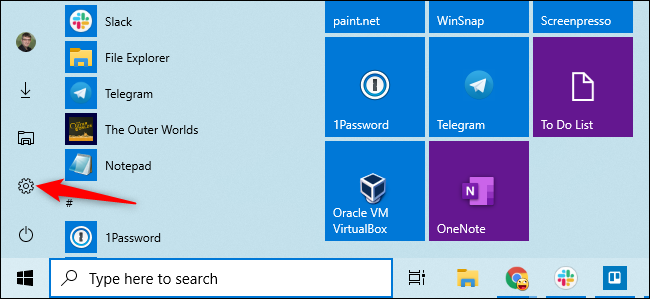 Slack
File Explorer
Telegram
The Outer Worlds
Notepad
#
1Password
paint.net
WinSnap
Screenpresso
1Password
Telegram
To Do List
Oracle VM
VirtualBox
OneNote
Type here to search